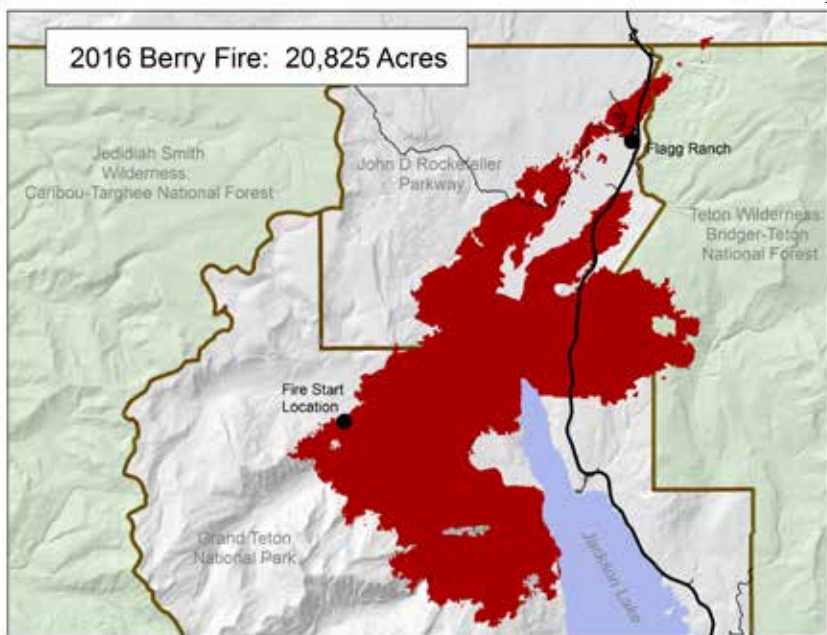 2016 Berry Fire: 20,825 Acres
Jedidiah Smith
Wilderness:
Caribou-Targhee National Forest
John D Rockefeller
Parkway
Flagg Ranch
Teton Wilderness:
Bridger-Teton
National Forest
Fire Start
Location
Grand Teton
National Park
Jackson Lake